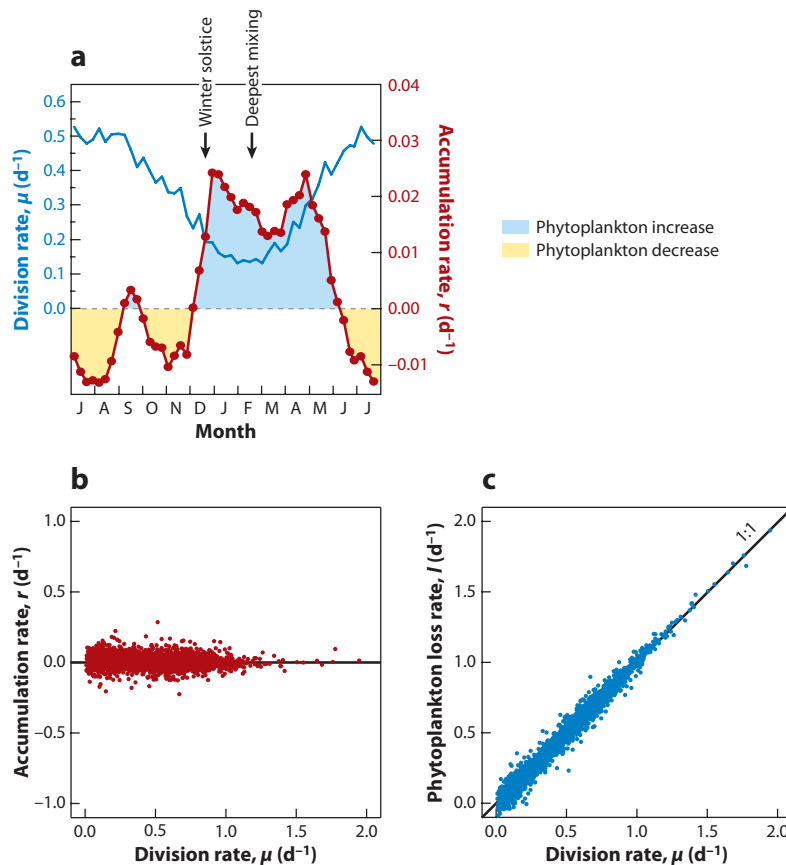 a
Winter solstice
Deepest mixing
Division rate, μ (d⁻¹)
0.6
0.5
0.4
0.3
0.2
0.1
0.0
0.04
0.03
0.02
0.01
0.00
−0.01
Accumulation rate, r (d⁻¹)
J A S O N D J F M A M J J
Month
Phytoplankton increase
Phytoplankton decrease
b
Accumulation rate, r (d⁻¹)
1.0
0.5
0.0
−0.5
−1.0
0.0 0.5 1.0 1.5 2.0
Division rate, μ (d⁻¹)
c
Phytoplankton loss rate, l (d⁻¹)
2.0
1.5
1.0
0.5
0.0
1:1
0.0 0.5 1.0 1.5 2.0
Division rate, μ (d⁻¹)